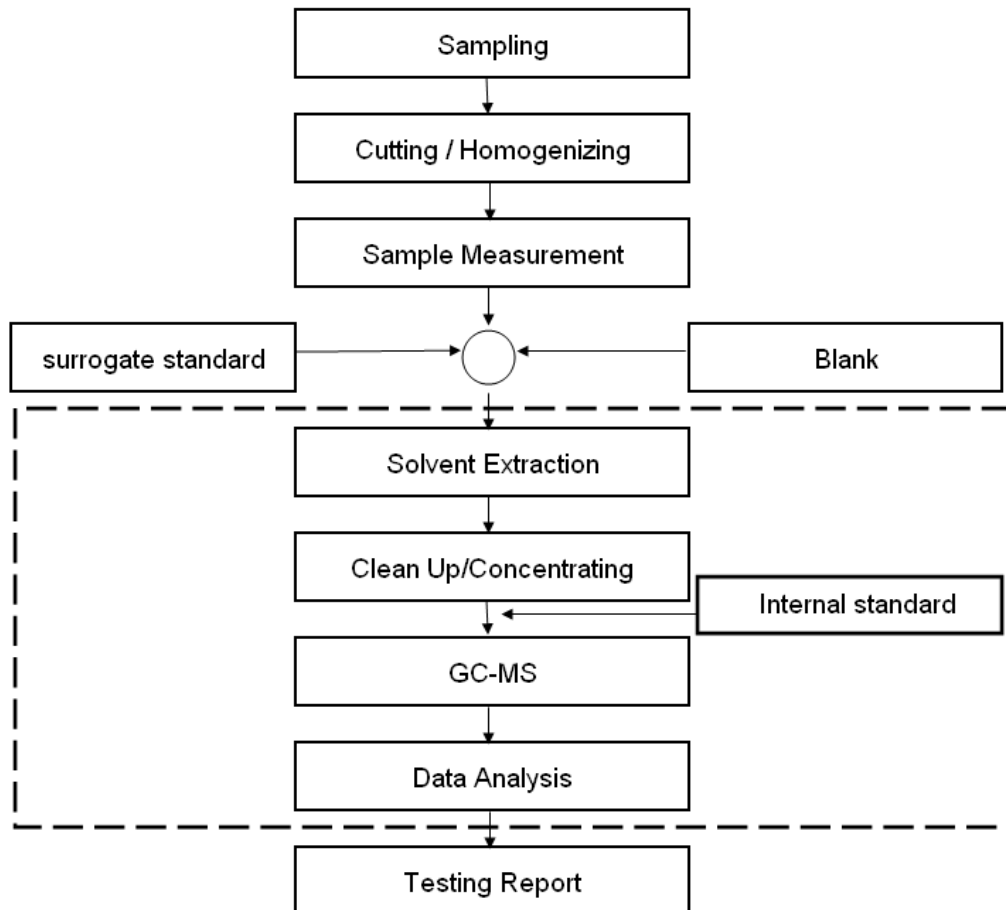 Sampling
Cutting / Homogenizing
Sample Measurement
surrogate standard
Blank
Solvent Extraction
Clean Up/Concentrating
Internal standard
GC-MS
Data Analysis
Testing Report